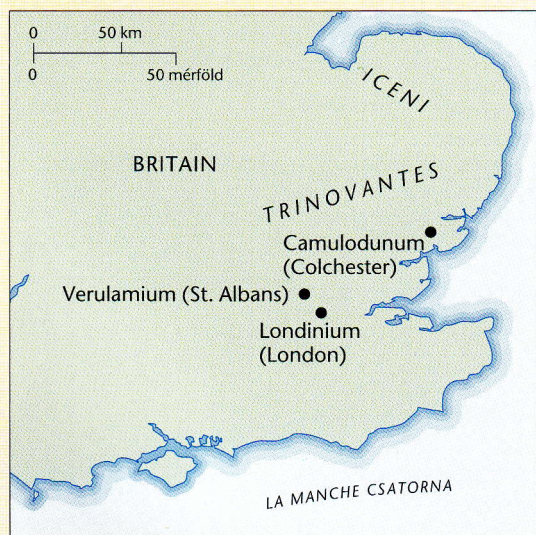 0 50 km
0 50 mérföld
ICENI
BRITAIN
TRINOVANTES
Camulodunum
(Colchester)
Verulamium (St. Albans)
Londinium
(London)
LA MANCHE CSATORNA